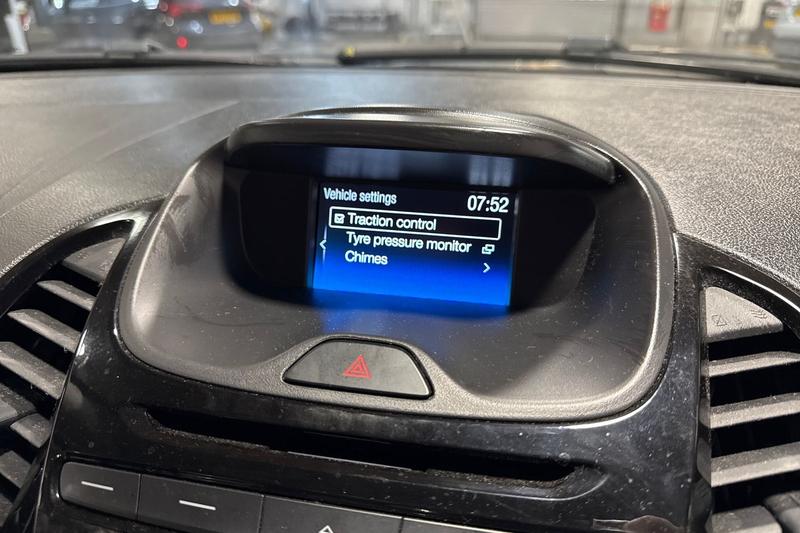 Vehicle settings
07:52
Traction control
Tyre pressure monitor
Chimes